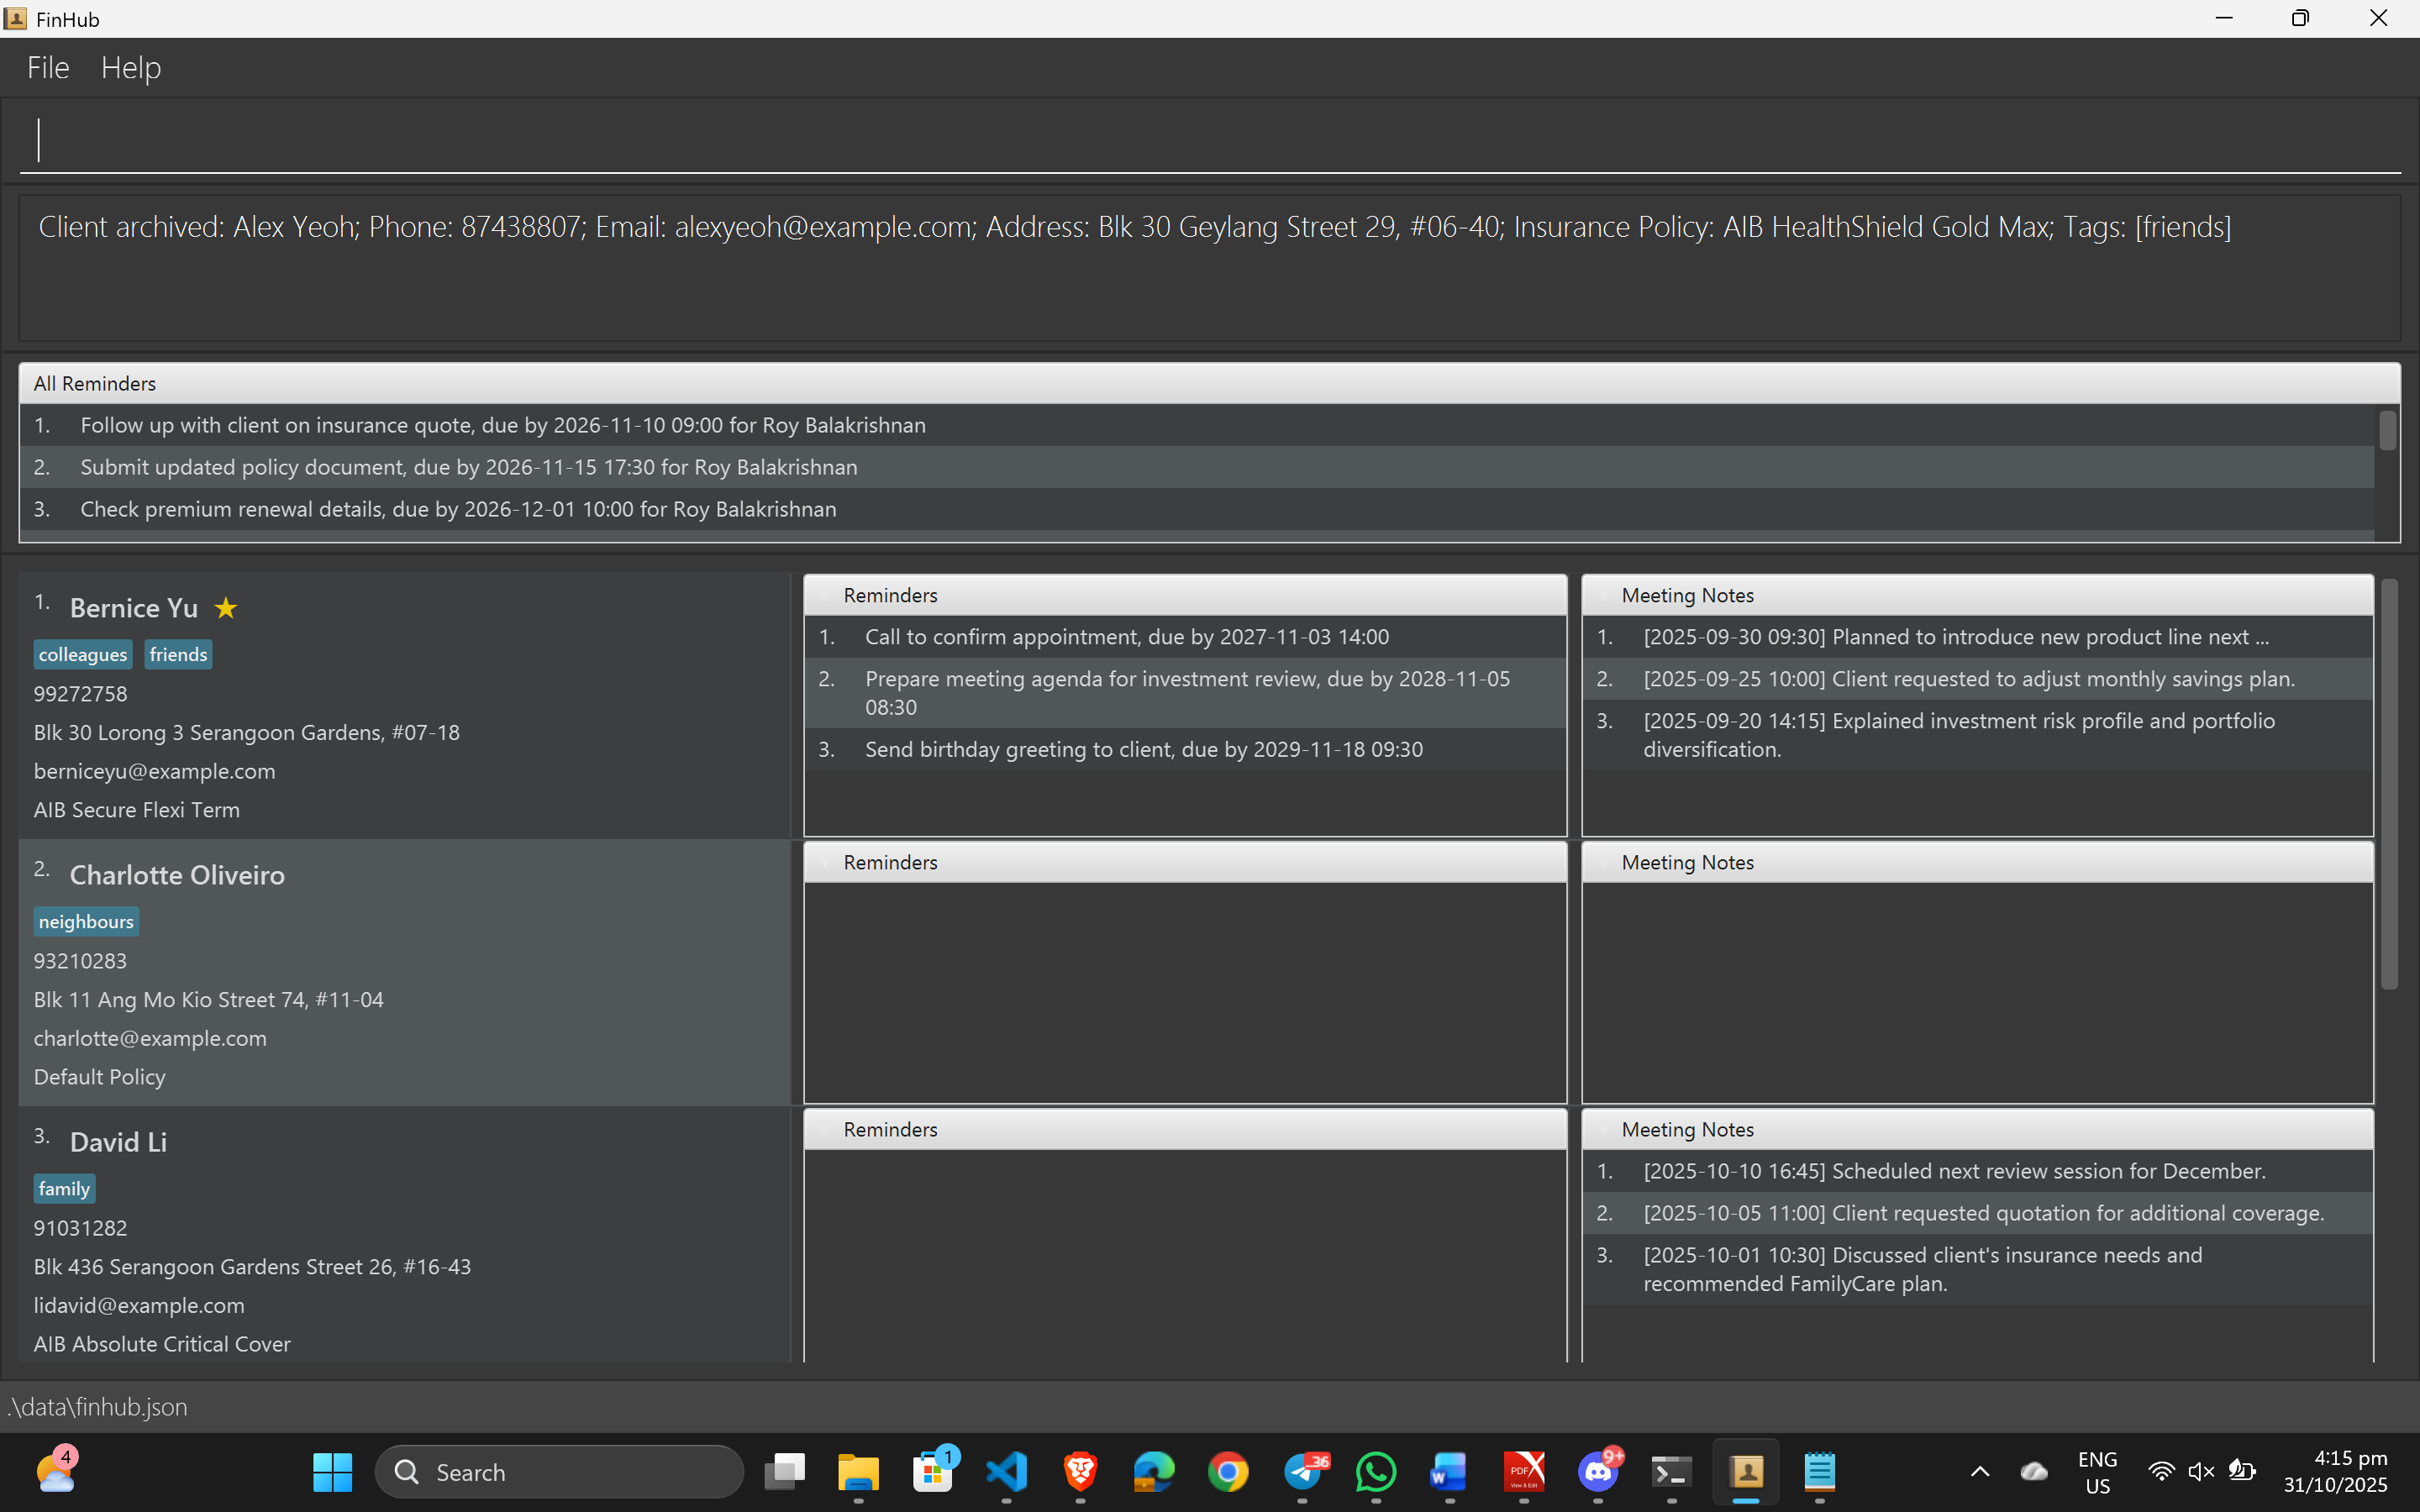 FinHub
File Help
Client archived: Alex Yeoh; Phone: 87438807; Email: alexyeoh@example.com; Address: Blk 30 Geylang Street 29, #06-40; Insurance Policy: AIB HealthShield Gold Max; Tags: [friends]
All Reminders
1. Follow up with client on insurance quote, due by 2026-11-10 09:00 for Roy Balakrishnan
2. Submit updated policy document, due by 2026-11-15 17:30 for Roy Balakrishnan
3. Check premium renewal details, due by 2026-12-01 10:00 for Roy Balakrishnan
1. Bernice Yu
colleagues friends
99272758
Blk 30 Lorong 3 Serangoon Gardens, #07-18
berniceyu@example.com
AIB Secure Flexi Term
Reminders
1. Call to confirm appointment, due by 2027-11-03 14:00
2. Prepare meeting agenda for investment review, due by 2028-11-05
08:30
3. Send birthday greeting to client, due by 2029-11-18 09:30
Meeting Notes
1. [2025-09-30 09:30] Planned to introduce new product line next ...
2. [2025-09-25 10:00] Client requested to adjust monthly savings plan.
3. [2025-09-20 14:15] Explained investment risk profile and portfolio
diversification.
2. Charlotte Oliveiro
neighbours
93210283
Blk 11 Ang Mo Kio Street 74, #11-04
charlotte@example.com
Default Policy
Reminders
Meeting Notes
3. David Li
family
91031282
Blk 436 Serangoon Gardens Street 26, #16-43
lidavid@example.com
AIB Absolute Critical Cover
Reminders
Meeting Notes
1. [2025-10-10 16:45] Scheduled next review session for December.
2. [2025-10-05 11:00] Client requested quotation for additional coverage.
3. [2025-10-01 10:30] Discussed client's insurance needs and
recommended FamilyCare plan.
.\data\finhub.json
4
Search
1
36
W
PDF
View & Edit
9+
ENG
US
4:15 pm
31/10/2025